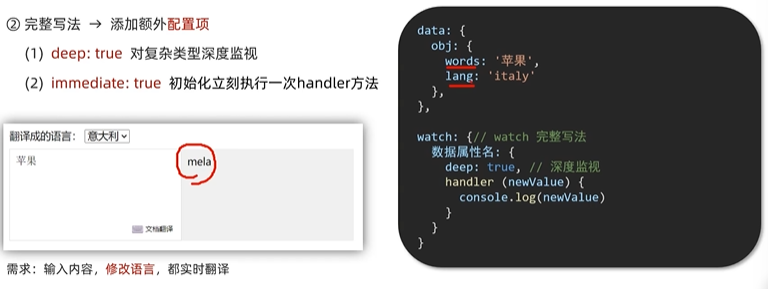 ② 完整写法 → 添加额外配置项
(1) deep: true 对复杂类型深度监视
(2) immediate: true 初始化立刻执行一次handler方法
翻译成的语言： 意大利
苹果
mela
文档翻译
需求：输入内容，修改语言，都实时翻译
data: {
obj: {
words: '苹果',
lang: 'italy'
},
},
watch: {// watch 完整写法
数据属性名: {
deep: true, // 深度监视
handler (newValue) {
console.log(newValue)
}
}
}